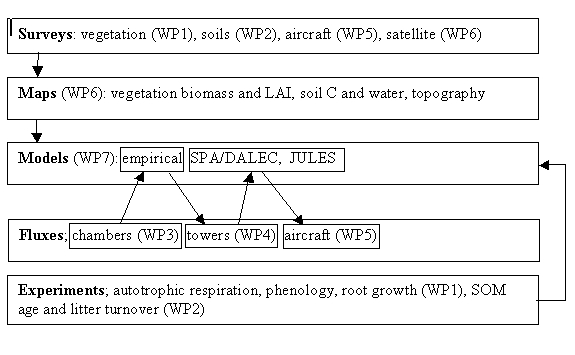 Surveys: vegetation (WP1), soils (WP2), aircraft (WP5), satellite (WP6)
Maps (WP6): vegetation biomass and LAI, soil C and water, topography
Models (WP7): empirical SPA/DALEC, JULES
Fluxes; chambers (WP3) towers (WP4) aircraft (WP5)
Experiments; autotrophic respiration, phenology, root growth (WP1), SOM
age and litter turnover (WP2)